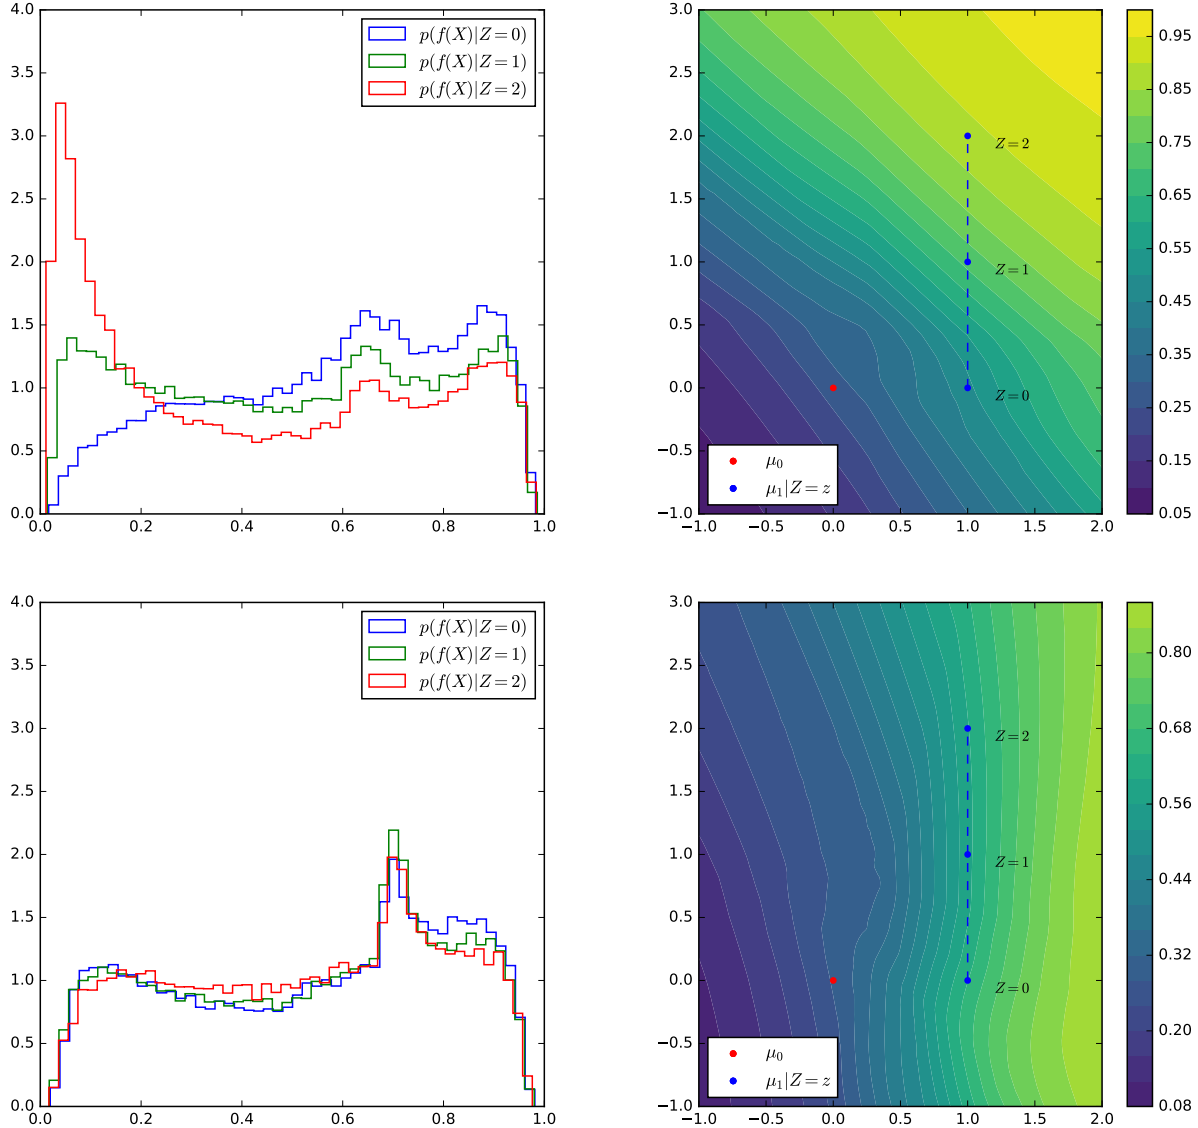 4.0
3.5
3.0
2.5
2.0
1.5
1.0
0.5
0.0
0.0 0.2 0.4 0.6 0.8 1.0
p(f(X)|Z=0)
p(f(X)|Z=1)
p(f(X)|Z=2)
3.0
2.5
2.0
1.5
1.0
0.5
0.0
−0.5
−1.0
−1.0 −0.5 0.0 0.5 1.0 1.5 2.0
Z=2
Z=1
Z=0
μ₀
μ₁|Z=z
0.95
0.85
0.75
0.65
0.55
0.45
0.35
0.25
0.15
0.05
4.0
3.5
3.0
2.5
2.0
1.5
1.0
0.5
0.0
0.0 0.2 0.4 0.6 0.8 1.0
p(f(X)|Z=0)
p(f(X)|Z=1)
p(f(X)|Z=2)
3.0
2.5
2.0
1.5
1.0
0.5
0.0
−0.5
−1.0
−1.0 −0.5 0.0 0.5 1.0 1.5 2.0
Z=2
Z=1
Z=0
μ₀
μ₁|Z=z
0.80
0.68
0.56
0.44
0.32
0.20
0.08